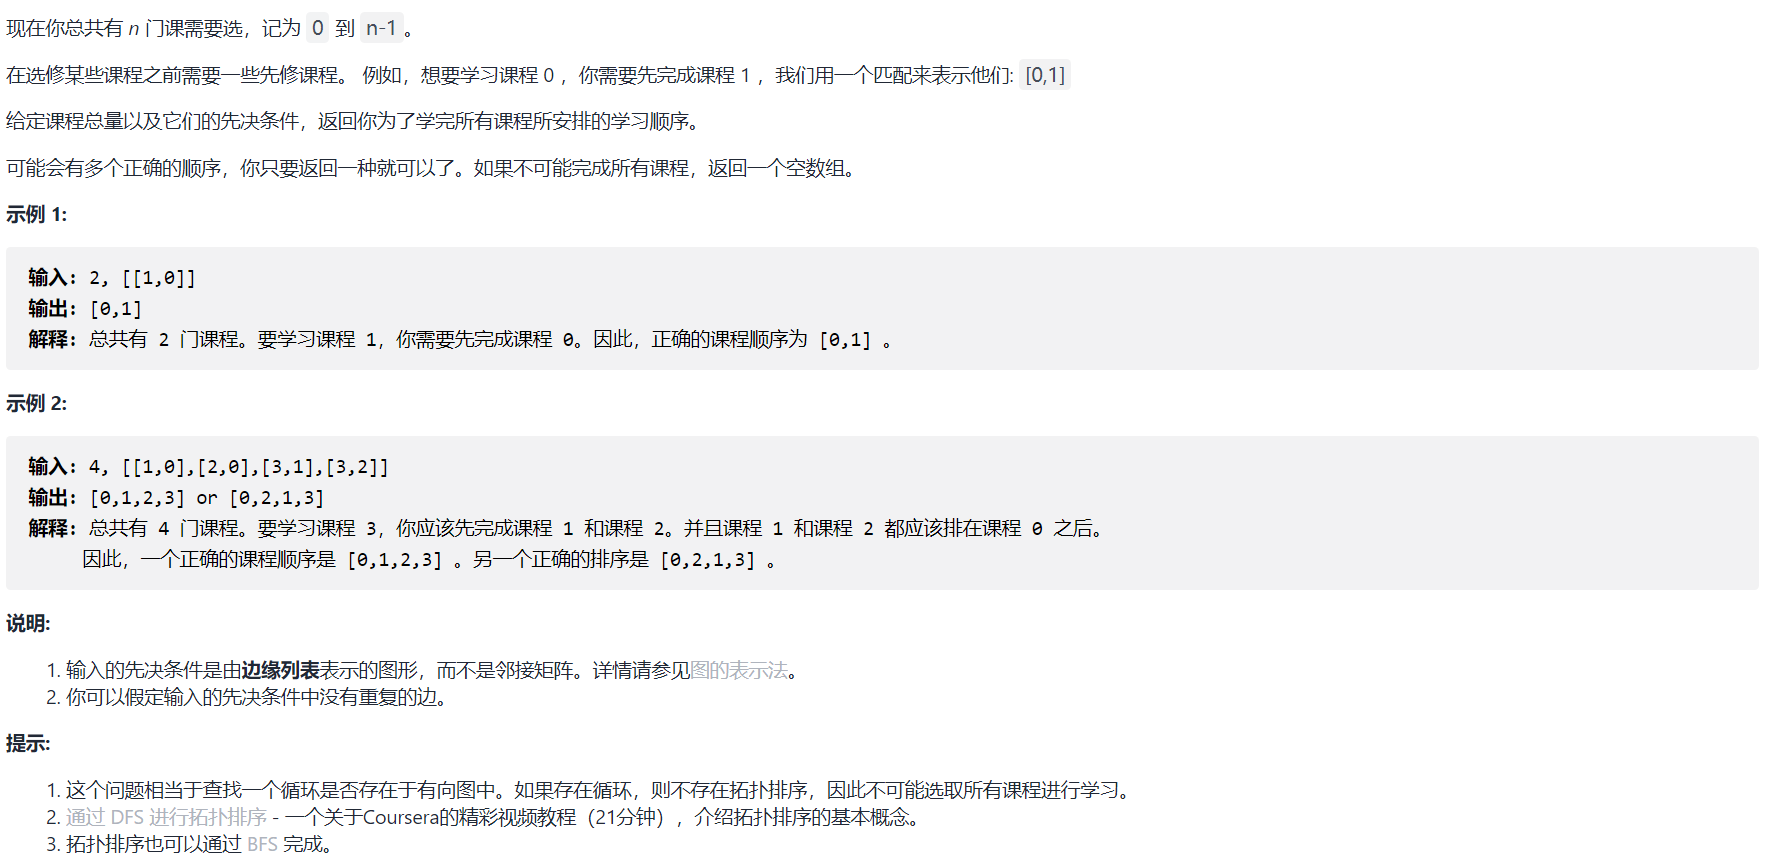 现在你总共有 n 门课需要选，记为 0 到 n-1。
在选修某些课程之前需要一些先修课程。 例如，想要学习课程 0 ，你需要先完成课程 1 ，我们用一个匹配来表示他们: [0,1]
给定课程总量以及它们的先决条件，返回你为了学完所有课程所安排的学习顺序。
可能会有多个正确的顺序，你只要返回一种就可以了。如果不可能完成所有课程，返回一个空数组。
示例 1:
输入: 2, [[1,0]]
输出: [0,1]
解释: 总共有 2 门课程。要学习课程 1，你需要先完成课程 0。因此，正确的课程顺序为 [0,1] 。
示例 2:
输入: 4, [[1,0],[2,0],[3,1],[3,2]]
输出: [0,1,2,3] or [0,2,1,3]
解释: 总共有 4 门课程。要学习课程 3，你应该先完成课程 1 和课程 2。并且课程 1 和课程 2 都应该排在课程 0 之后。
因此，一个正确的课程顺序是 [0,1,2,3] 。另一个正确的排序是 [0,2,1,3] 。
说明:
1. 输入的先决条件是由边缘列表表示的图形，而不是邻接矩阵。详情请参见图的表示法。
2. 你可以假定输入的先决条件中没有重复的边。
提示:
1. 这个问题相当于查找一个循环是否存在于有向图中。如果存在循环，则不存在拓扑排序，因此不可能选取所有课程进行学习。
2. 通过 DFS 进行拓扑排序 - 一个关于Coursera的精彩视频教程（21分钟），介绍拓扑排序的基本概念。
3. 拓扑排序也可以通过 BFS 完成。